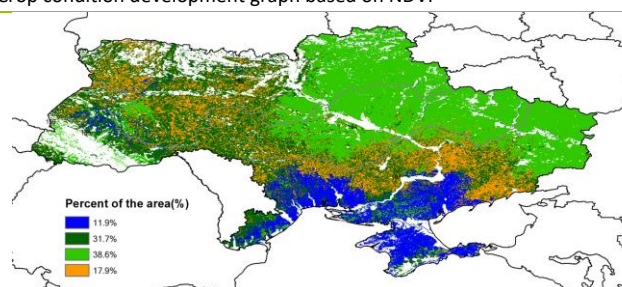 Crop condition development graph based on NDVI
Percent of the area(%)
11.9%
31.7%
38.6%
17.9%